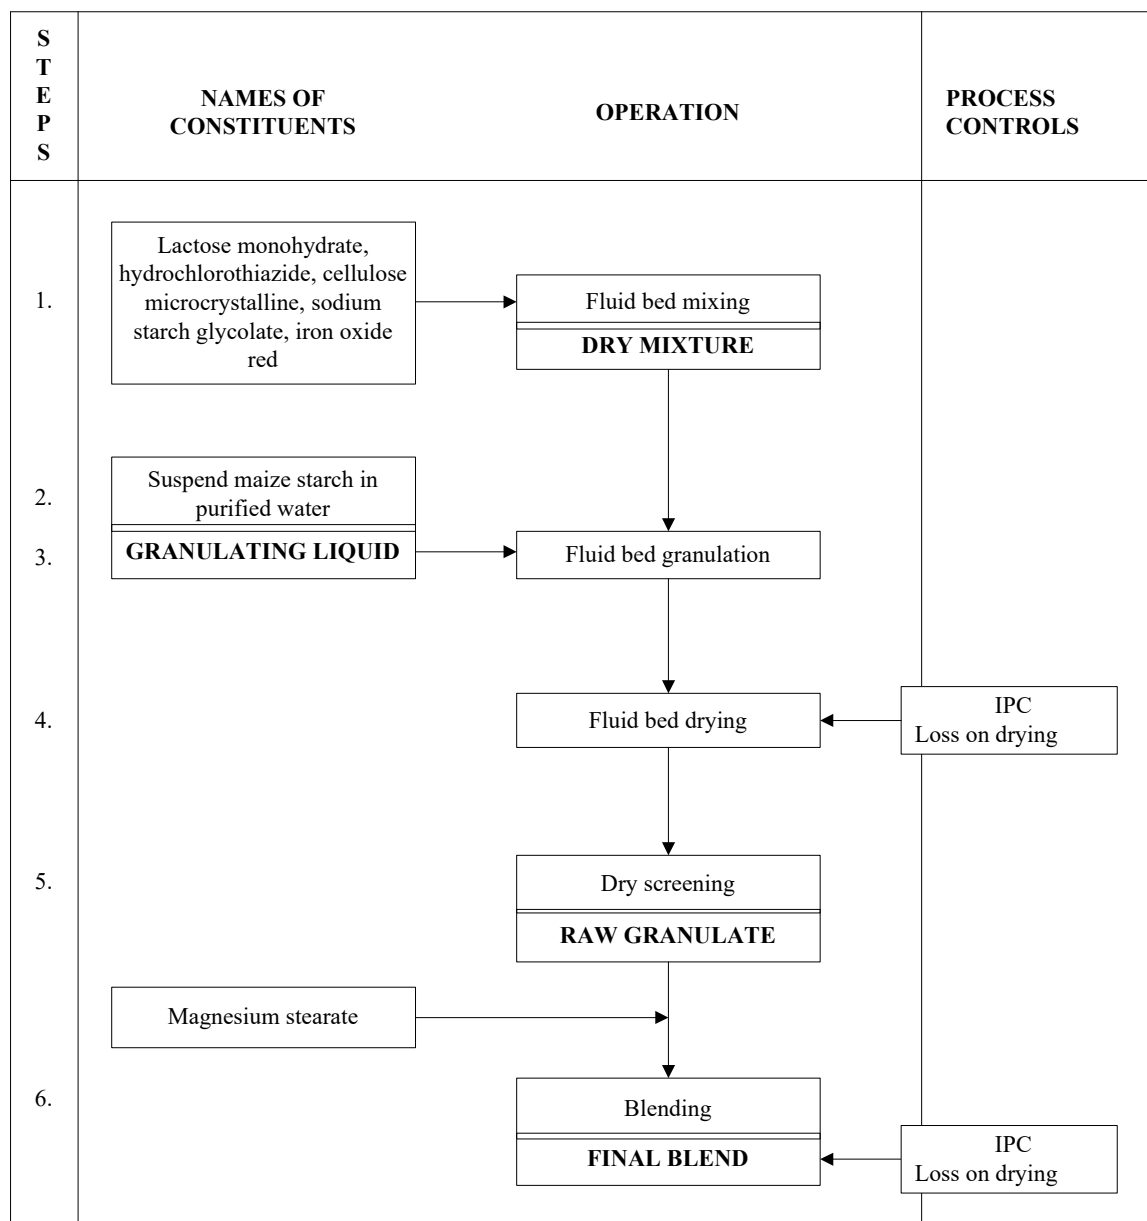 S
T
E
P
S
NAMES OF
CONSTITUENTS
OPERATION
PROCESS
CONTROLS
1.
Lactose monohydrate,
hydrochlorothiazide, cellulose
microcrystalline, sodium
starch glycolate, iron oxide
red
Fluid bed mixing
DRY MIXTURE
2.
Suspend maize starch in
purified water
3.
GRANULATING LIQUID
Fluid bed granulation
4.
Fluid bed drying
IPC
Loss on drying
5.
Dry screening
RAW GRANULATE
Magnesium stearate
6.
Blending
FINAL BLEND
IPC
Loss on drying